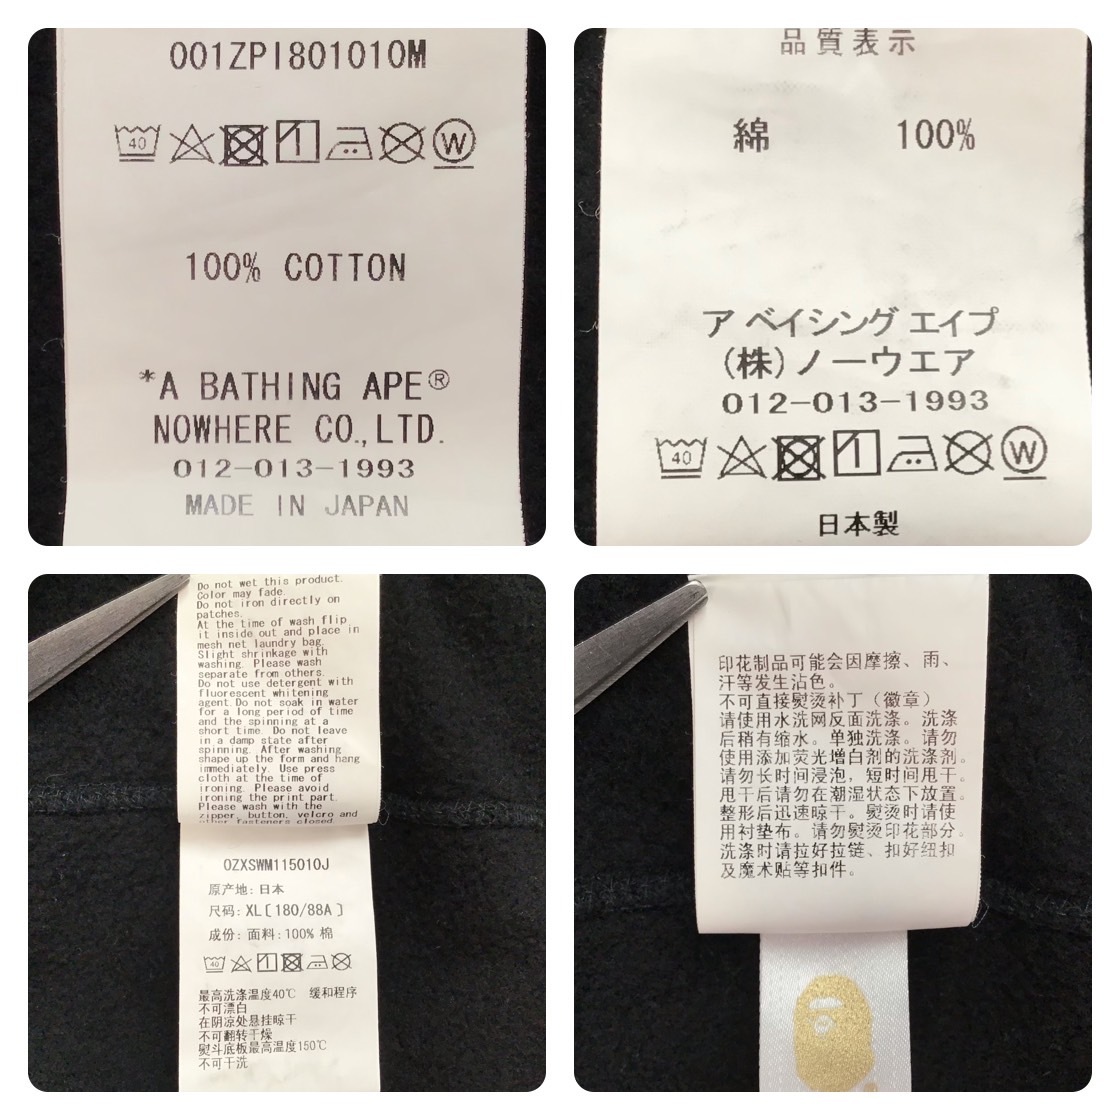 001ZPI801010M
40
W
100% COTTON
*A BATHING APE®
NOWHERE CO.,LTD.
012-013-1993
MADE IN JAPAN
品質表示
綿 100%
ア ベイシング エイプ
(株)ノーウエア
012-013-1993
40
W
日本製
Do not wet this product.
Color may fade.
Do not iron directly on
patches.
At the time of wash flip
it inside out and place in
mesh net laundry bag.
Slight shrinkage with
washing. Please wash
separate from others.
Do not use detergent with
fluorescent whitening
agent.Do not soak in water
for a long period of time
and the spinning at a
short time. Do not leave
in a damp state after
spinning. After washing
shape up the form and hang
immediately. Use press
cloth at the time of
ironing. Please avoid
ironing the print part.
Please wash with the
zipper, button, velcro and
other fasteners closed.
OZXSWM115010J
原产地: 日本
尺码: XL〔180/88A〕
成份: 面料: 100% 棉
40
最高洗涤温度40℃ 缓和程序
不可漂白
在阴凉处悬挂晾干
不可翻转干燥
熨斗底板最高温度150℃
不可干洗
印花制品可能会因摩擦、雨、
汗等发生沾色。
不可直接熨烫补丁（徽章）
请使用水洗网反面洗涤。洗涤
后稍有缩水。单独洗涤。请勿
使用添加荧光增白剂的洗涤剂。
请勿长时间浸泡，短时间甩干。
甩干后请勿在潮湿状态下放置。
整形后迅速晾干。熨烫时请使
用衬垫布。请勿熨烫印花部分。
洗涤时请拉好拉链、扣好纽扣
及魔术贴等扣件。